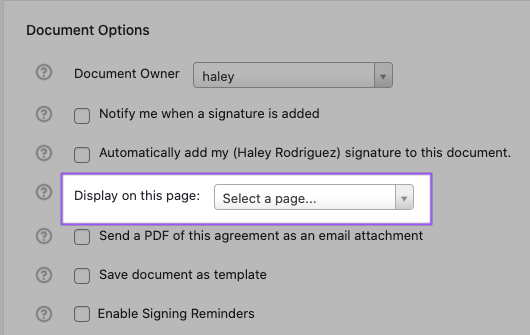 Document Options
Document Owner haley
Notify me when a signature is added
Automatically add my (Haley Rodriguez) signature to this document.
Display on this page: Select a page...
Send a PDF of this agreement as an email attachment
Save document as template
Enable Signing Reminders